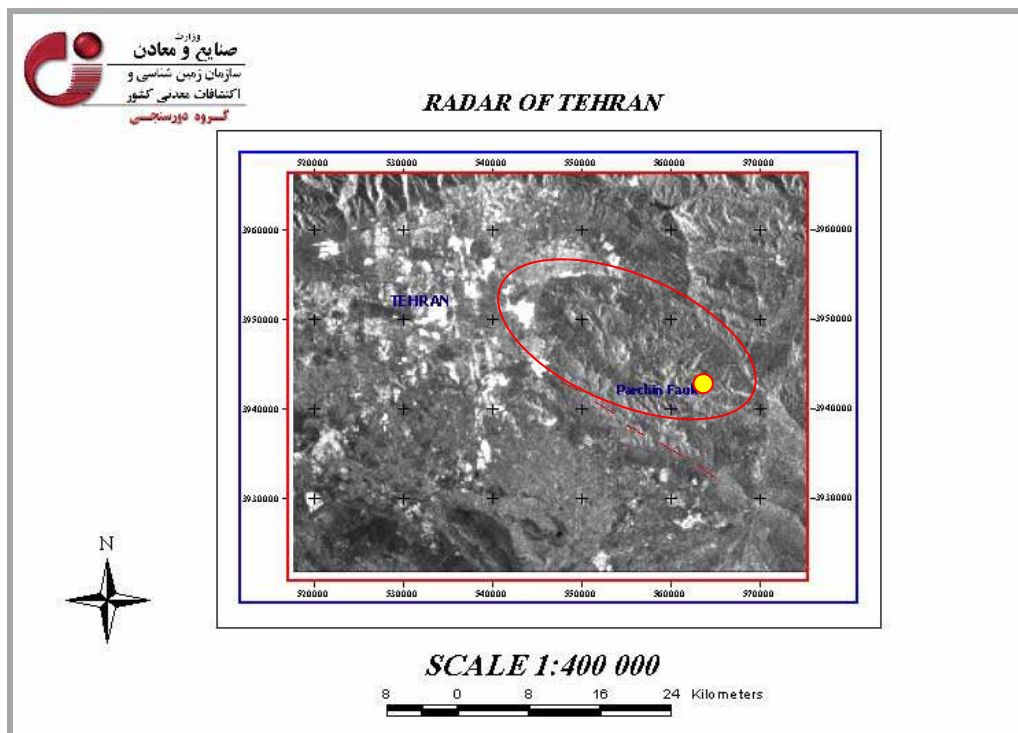 وزارت
صنایع و معادن
سازمان زمین شناسی و
اکتشافات معدنی کشور
گروه دورسنجی
RADAR OF TEHRAN
520000 530000 540000 550000 560000 570000
3960000 3960000
TEHRAN
3950000 3950000
Parchin Fault
3940000 3940000
3930000 3930000
520000 530000 540000 550000 560000 570000
N
SCALE 1:400 000
8 0 8 16 24 Kilometers